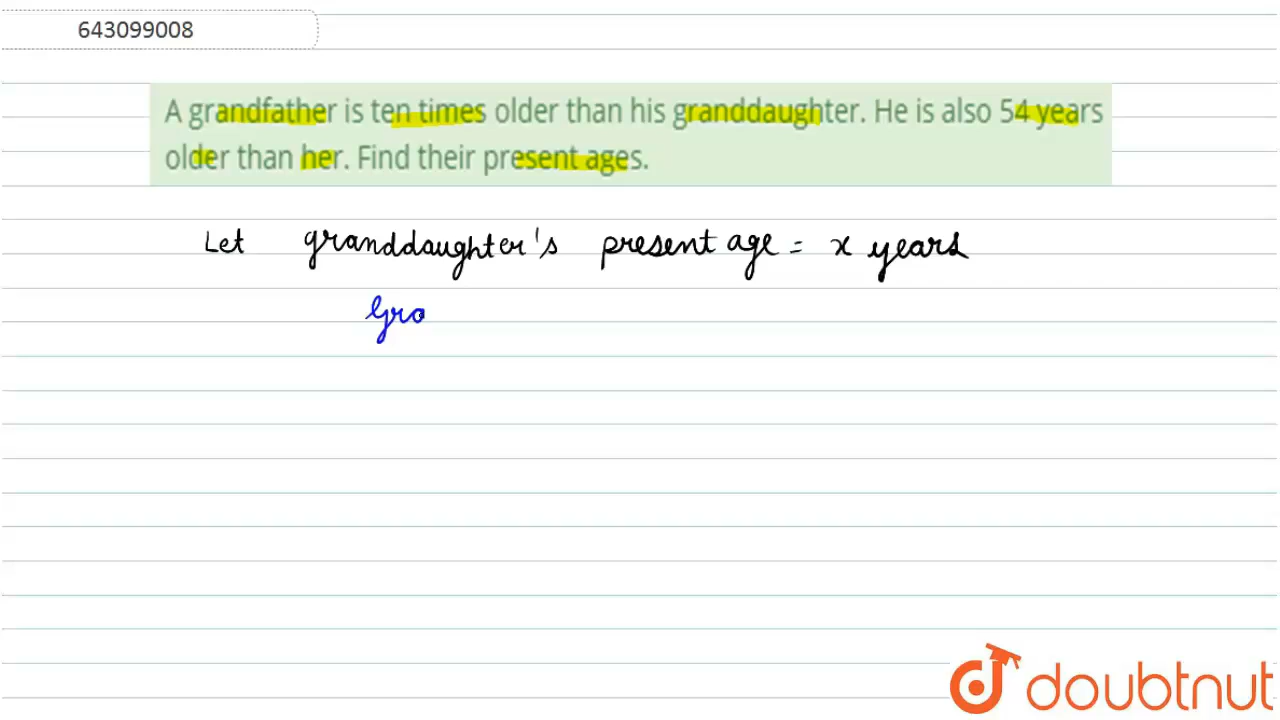 643099008
A grandfather is ten times older than his granddaughter. He is also 54 years
older than her. Find their present ages.
Let granddaughter's present age = x years
Gra
doubtnut